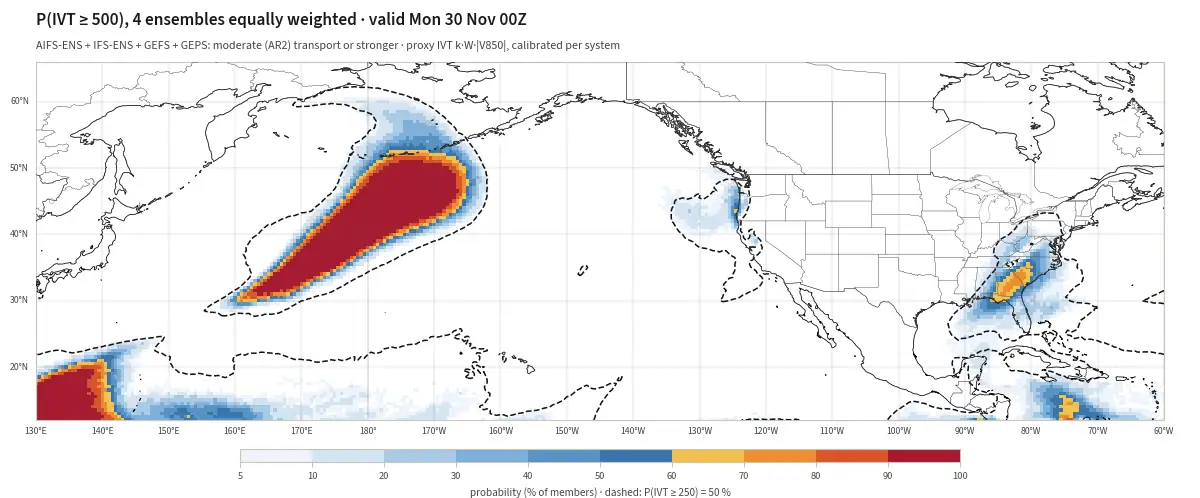 P(IVT ≥ 500), 4 ensembles equally weighted · valid Mon 30 Nov 00Z
AIFS-ENS + IFS-ENS + GEFS + GEPS: moderate (AR2) transport or stronger · proxy IVT k·W·|V850|, calibrated per system
60°N
50°N
40°N
30°N
20°N
130°E 140°E 150°E 160°E 170°E 180° 170°W 160°W 150°W 140°W 130°W 120°W 110°W 100°W 90°W 80°W 70°W 60°W
5 10 20 30 40 50 60 70 80 90 100
probability (% of members) · dashed: P(IVT ≥ 250) = 50 %